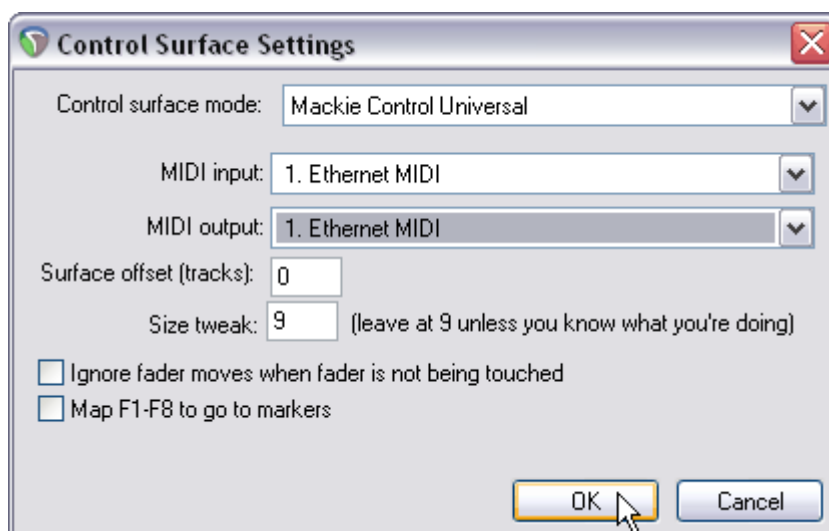 Control Surface Settings
Control surface mode: Mackie Control Universal
MIDI input: 1. Ethernet MIDI
MIDI output: 1. Ethernet MIDI
Surface offset (tracks): 0
Size tweak: 9 (leave at 9 unless you know what you're doing)
Ignore fader moves when fader is not being touched
Map F1-F8 to go to markers
OK Cancel